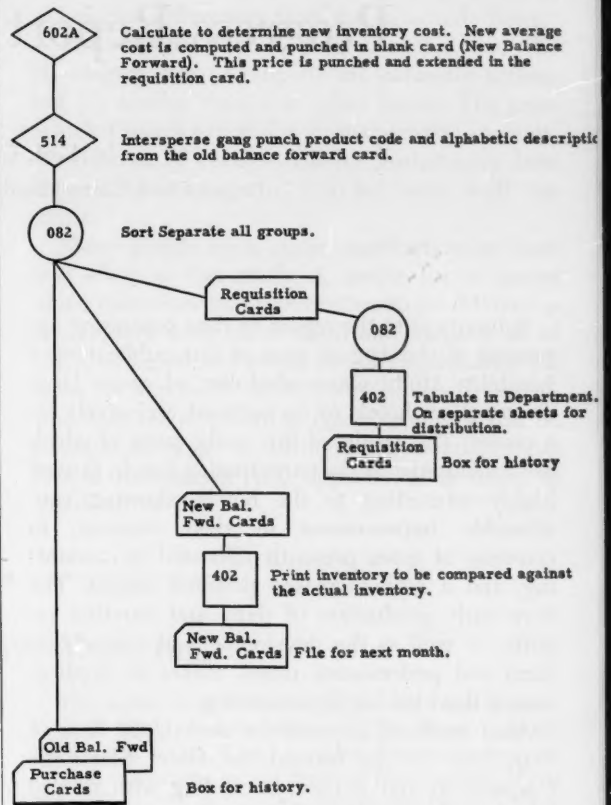 602A
Calculate to determine new inventory cost. New average
cost is computed and punched in blank card (New Balance
Forward). This price is punched and extended in the
requisition card.
514
Intersperse gang punch product code and alphabetic descriptic
from the old balance forward card.
082
Sort Separate all groups.
Requisition
Cards
082
402
Tabulate in Department.
On separate sheets for
distribution.
Requisition
Cards
Box for history
New Bal.
Fwd. Cards
402
Print inventory to be compared against
the actual inventory.
New Bal.
Fwd. Cards
File for next month.
Old Bal. Fwd
Purchase
Cards
Box for history.